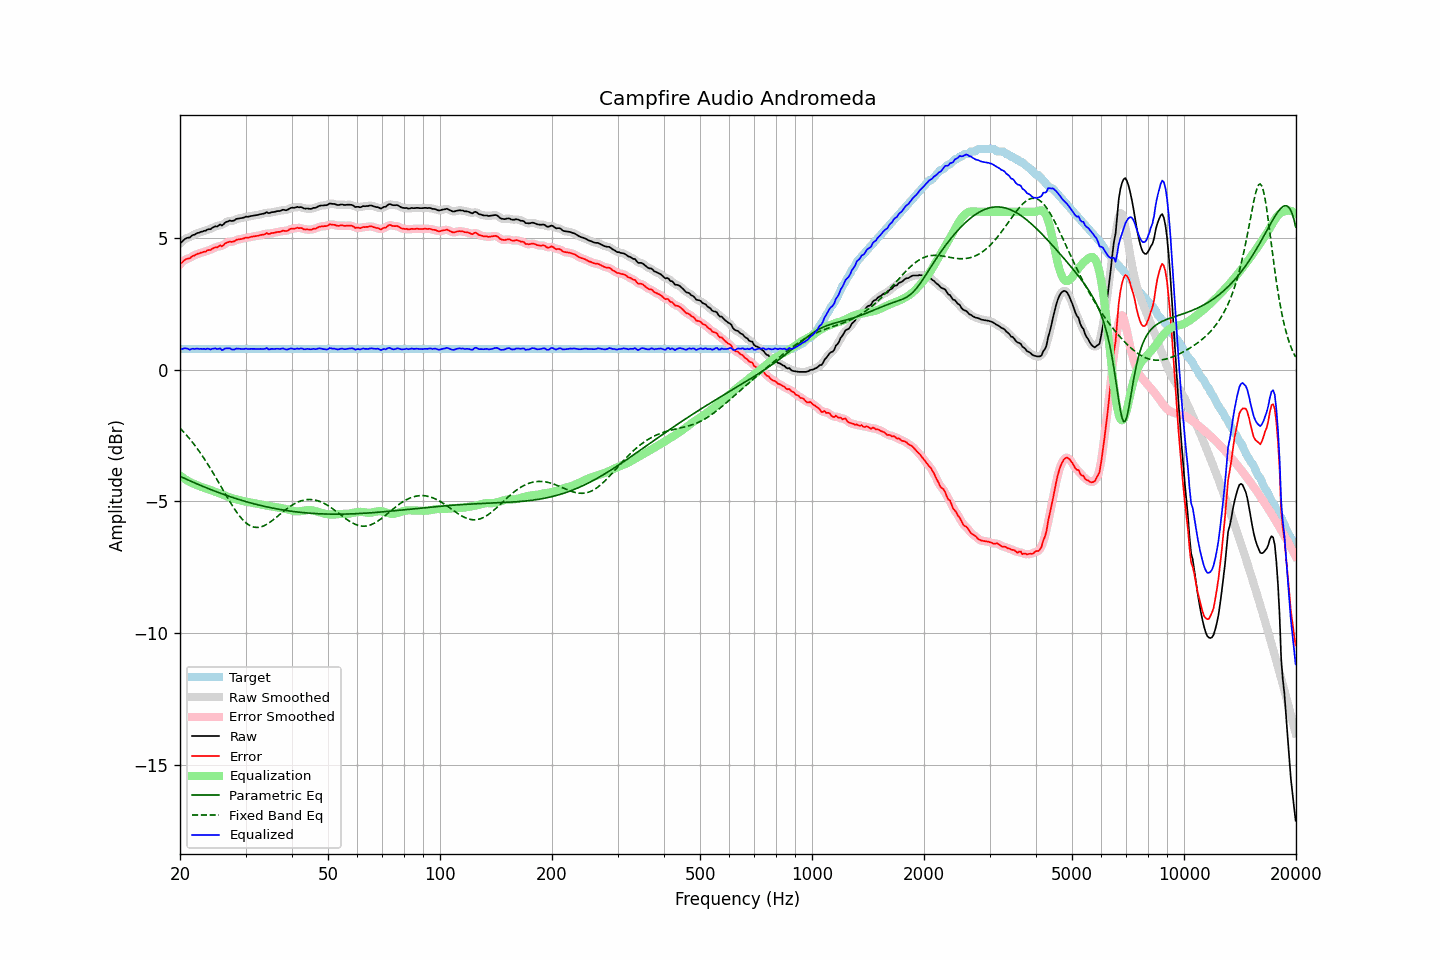 Campfire Audio Andromeda
Amplitude (dBr)
5
0
−5
−10
−15
Target
Raw Smoothed
Error Smoothed
Raw
Error
Equalization
Parametric Eq
Fixed Band Eq
Equalized
20 50 100 200 500 1000 2000 5000 10000 20000
Frequency (Hz)